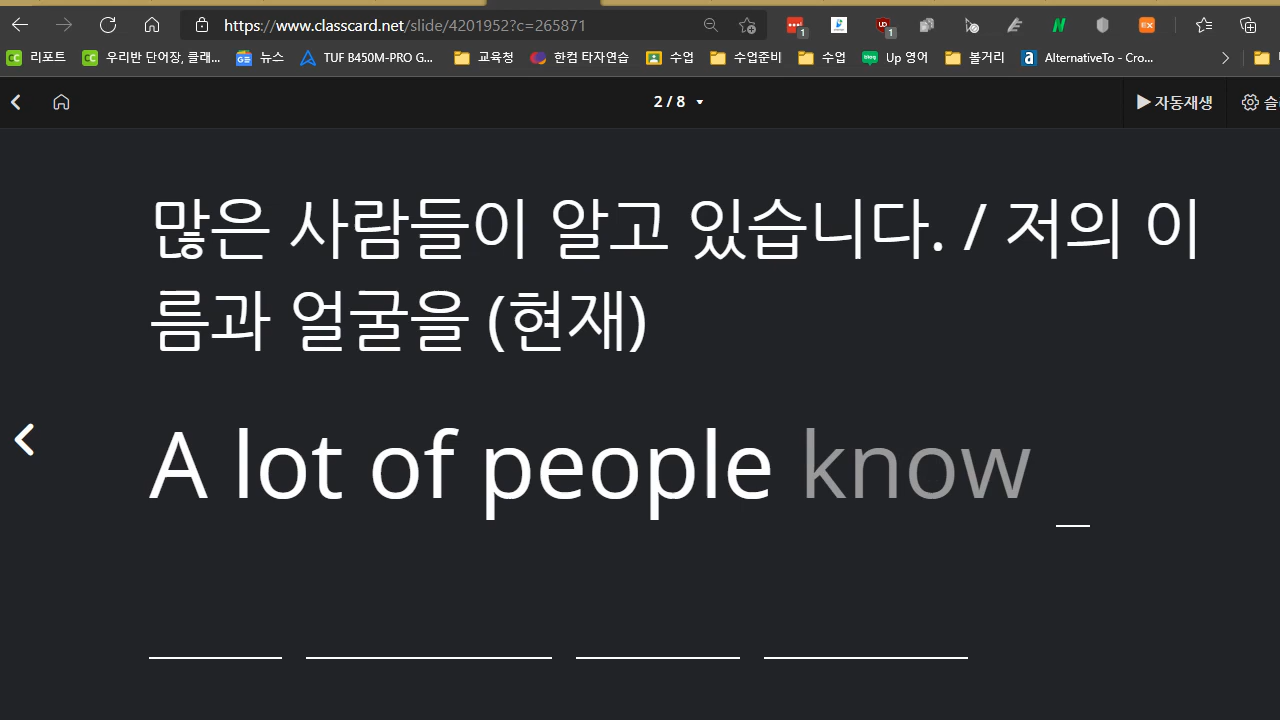 https://www.classcard.net/slide/4201952?c=265871
리포트 우리반 단어장, 클래... 뉴스 TUF B450M-PRO G... 교육청 한컴 타자연습 수업 수업준비 수업 Up 영어 볼거리 AlternativeTo - Cro...
2 / 8 자동재생
많은 사람들이 알고 있습니다. / 저의 이
름과 얼굴을 (현재)
A lot of people know